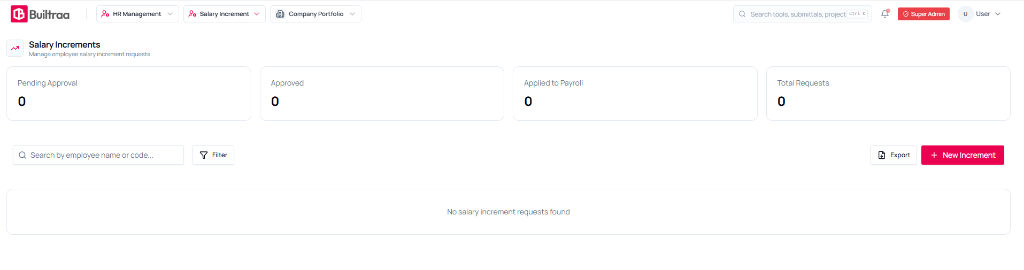 Builtraa HR Management Salary Increment Company Portfolio Search tools, submittals, project Ctrl K Super Admin U User
Salary Increments
Manage employee salary increment requests
Pending Approval Approved Applied to Payroll Total Requests
0 0 0 0
Search by employee name or code... Filter Export + New Increment
No salary increment requests found